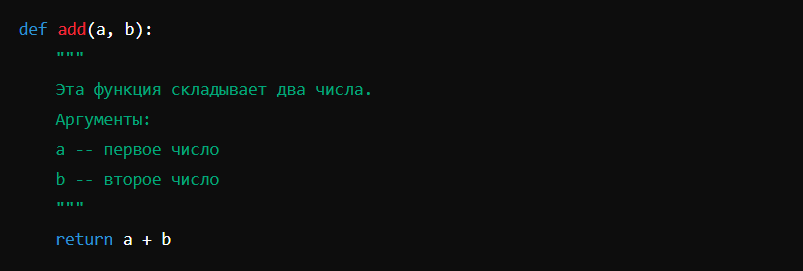 def add(a, b):
    """
    Эта функция складывает два числа.
    Аргументы:
    a -- первое число
    b -- второе число
    """
    return a + b